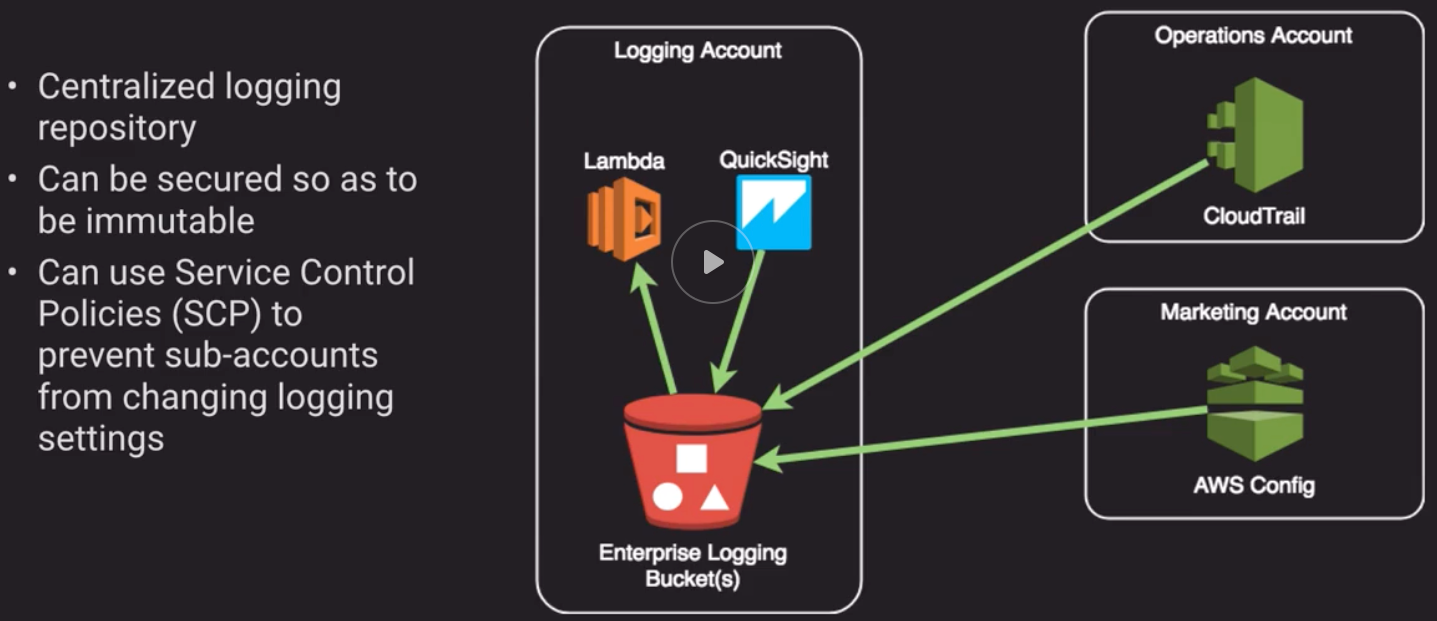 • Centralized logging
repository
• Can be secured so as to
be immutable
• Can use Service Control
Policies (SCP) to
prevent sub-accounts
from changing logging
settings
Logging Account
Lambda
QuickSight
Enterprise Logging
Bucket(s)
Operations Account
CloudTrail
Marketing Account
AWS Config